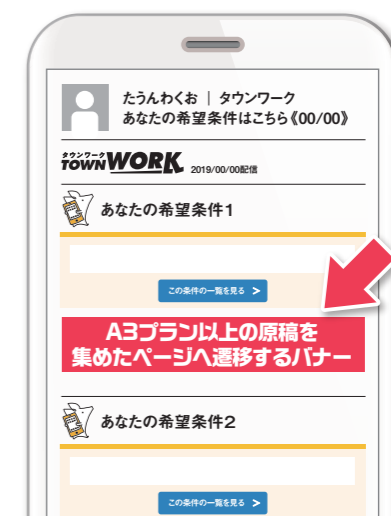 たうんわくお｜タウンワーク
あなたの希望条件はこちら《00/00》
タウンワーク
TOWN WORK 2019/00/00配信
あなたの希望条件1
この条件の一覧を見る >
A3プラン以上の原稿を
集めたページへ遷移するバナー
あなたの希望条件2
この条件の一覧を見る >